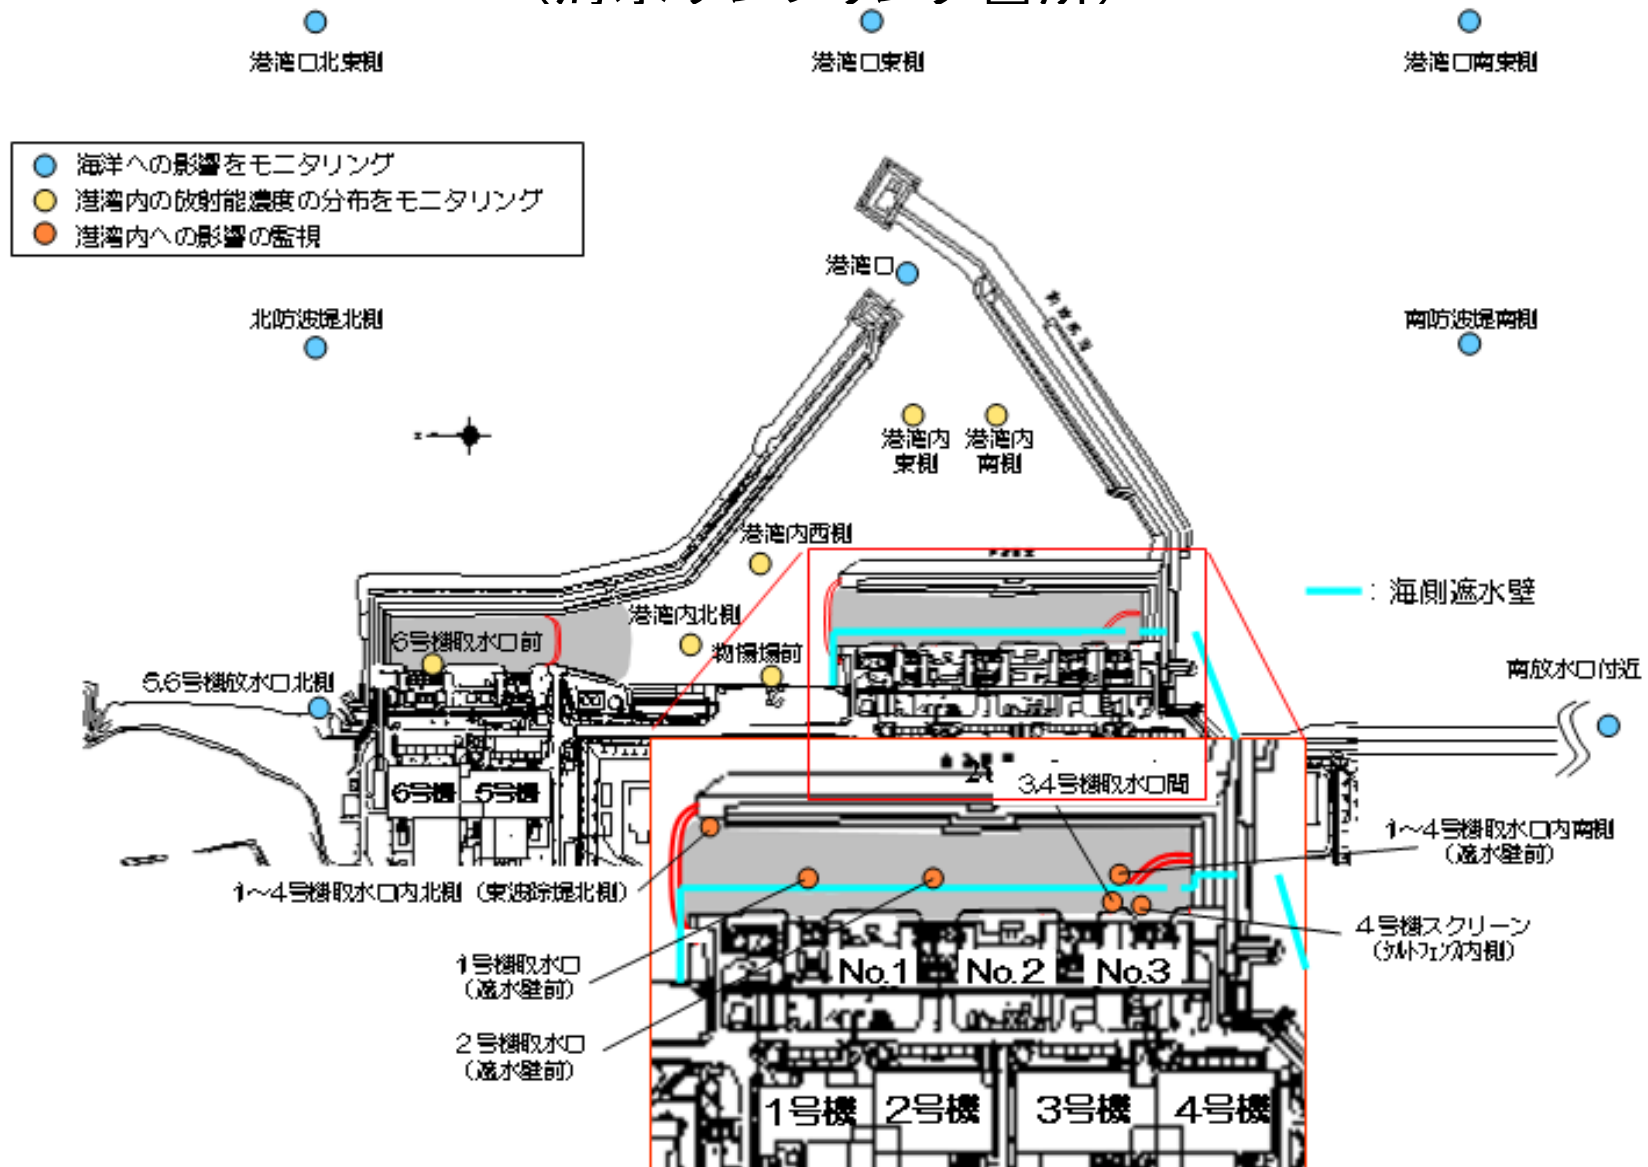 港湾口北東側
港湾口東側
港湾口南東側
海洋への影響をモニタリング
港湾内の放射能濃度の分布をモニタリング
港湾内への影響の監視
港湾口
北防波堤北側
南防波堤南側
港湾内
東側
港湾内
南側
港湾内西側
：海側遮水壁
港湾内北側
6号機取水口前
物揚場前
5,6号機放水口北側
南放水口付近
6号機
5号機
3,4号機取水口間
1～4号機取水口内南側
（遮水壁前）
1～4号機取水口内北側（東波除堤北側）
4号機スクリーン
（シルトフェンス内側）
1号機取水口
（遮水壁前）
No.1
No.2
No.3
2号機取水口
（遮水壁前）
1号機
2号機
3号機
4号機